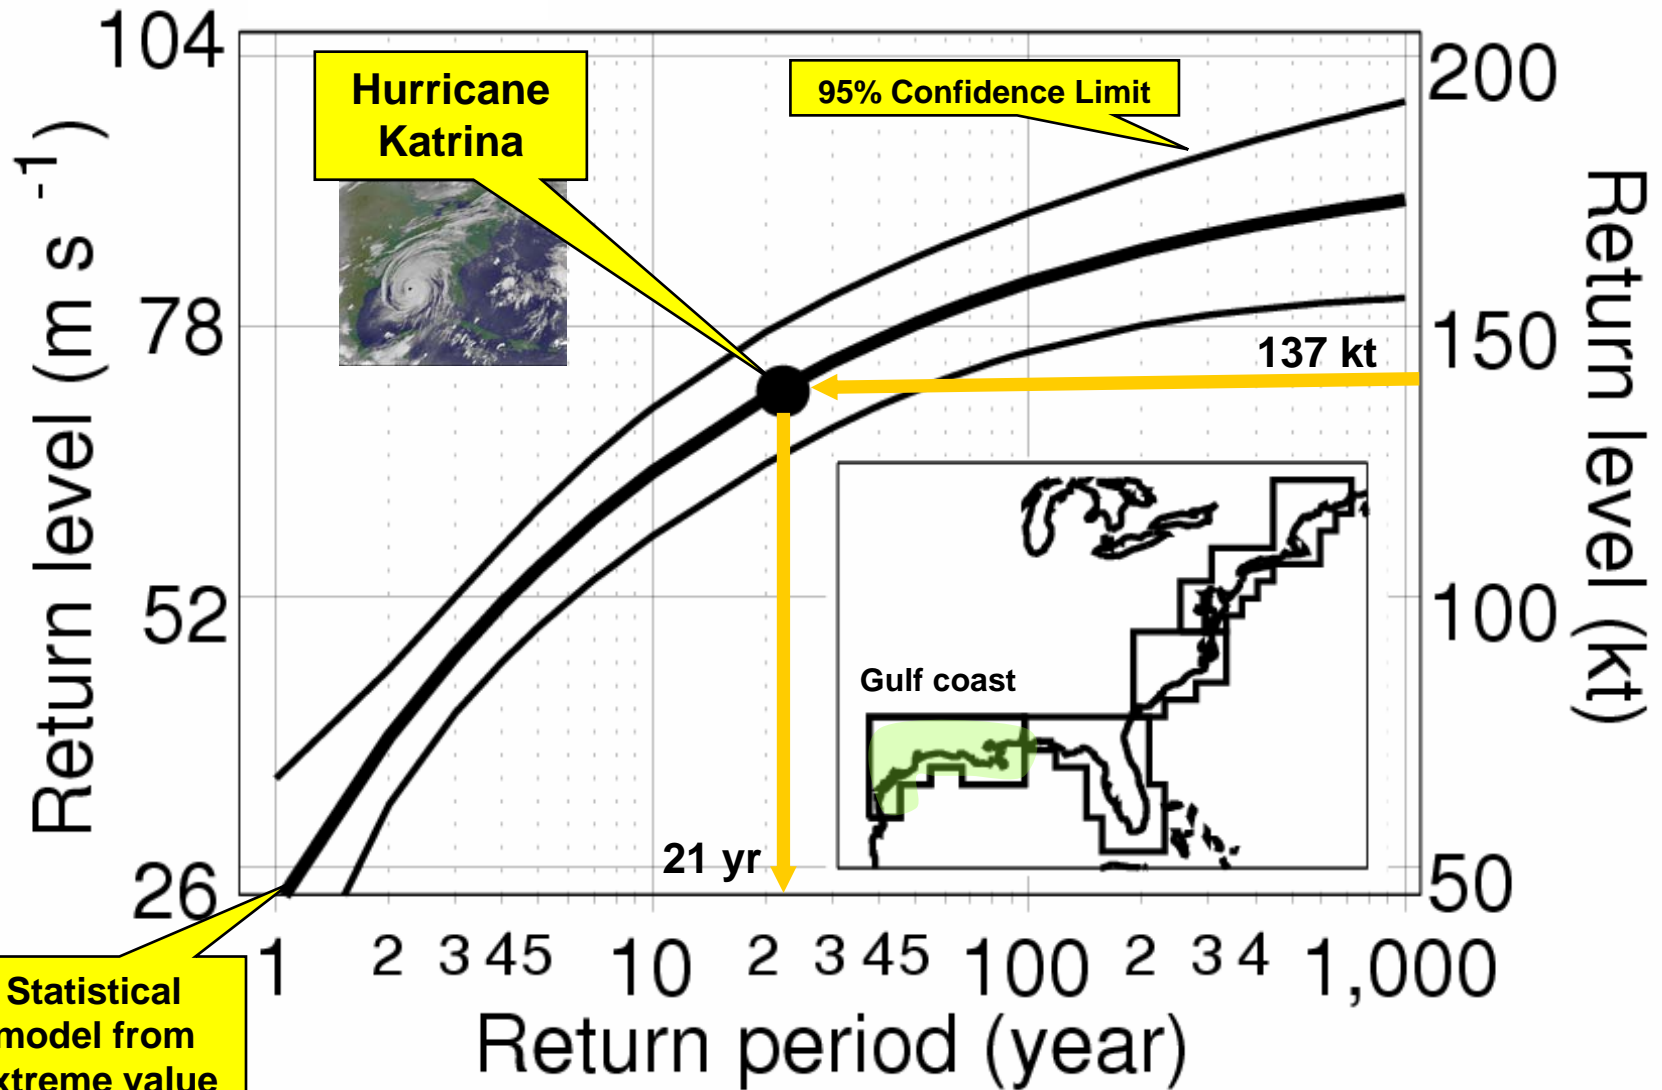 104
200
Hurricane
Katrina
95% Confidence Limit
Return level (m s -1)
Return level (kt)
78
150
137 kt
52
100
Gulf coast
21 yr
26
50
1 2 3 4 5 10 2 3 4 5 100 2 3 4 1,000
Return period (year)
Statistical
model from
extreme value